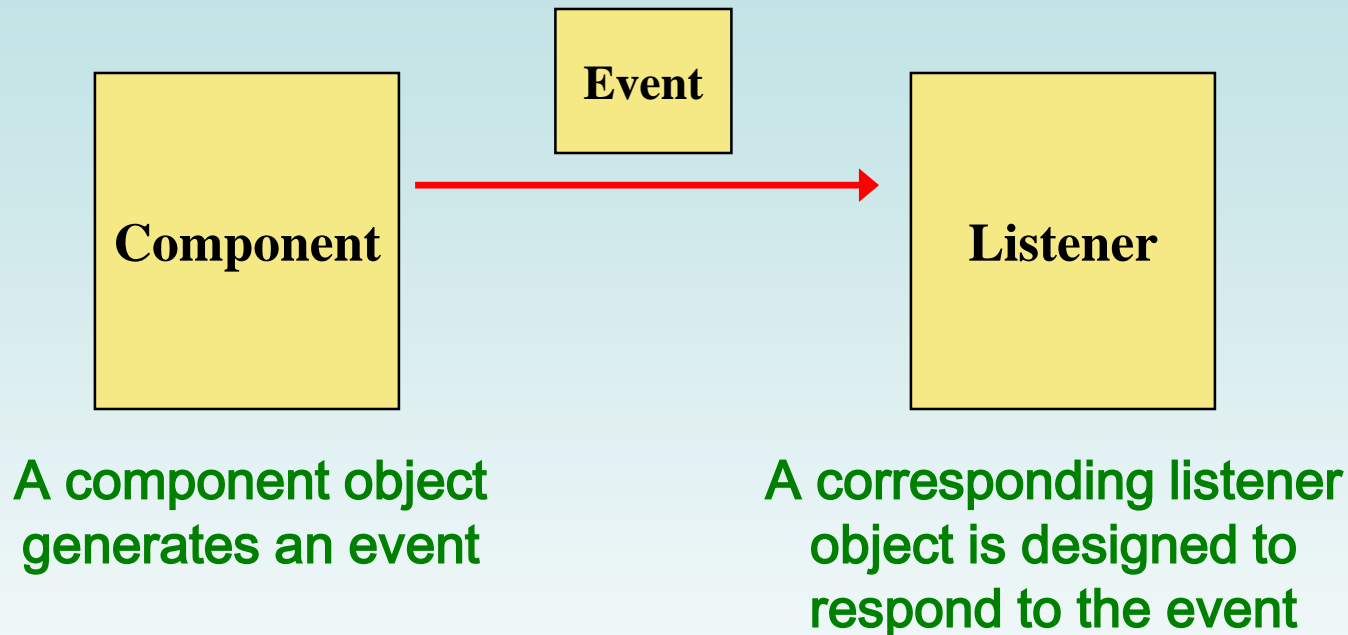 Event
Component
Listener
A component object
generates an event
A corresponding listener
object is designed to
respond to the event